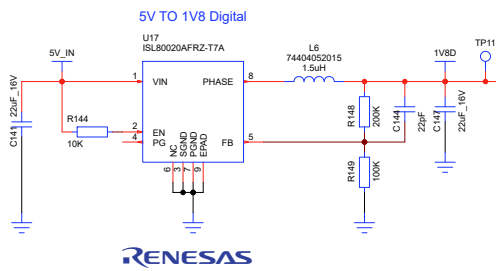 5V TO 1V8 Digital
U17
ISL80020AFRZ-T7A
5V_IN
L6
74404052015
1.5uH
1V8D
TP11
1
VIN
PHASE
8
C141
22uF_16V
R144
10K
2
EN
4
PG
FB
5
R148
200K
C144
22pF
C147
22uF_16V
NC
SGND
PGND
EPAD
6
3
7
9
R149
100K
RENESAS